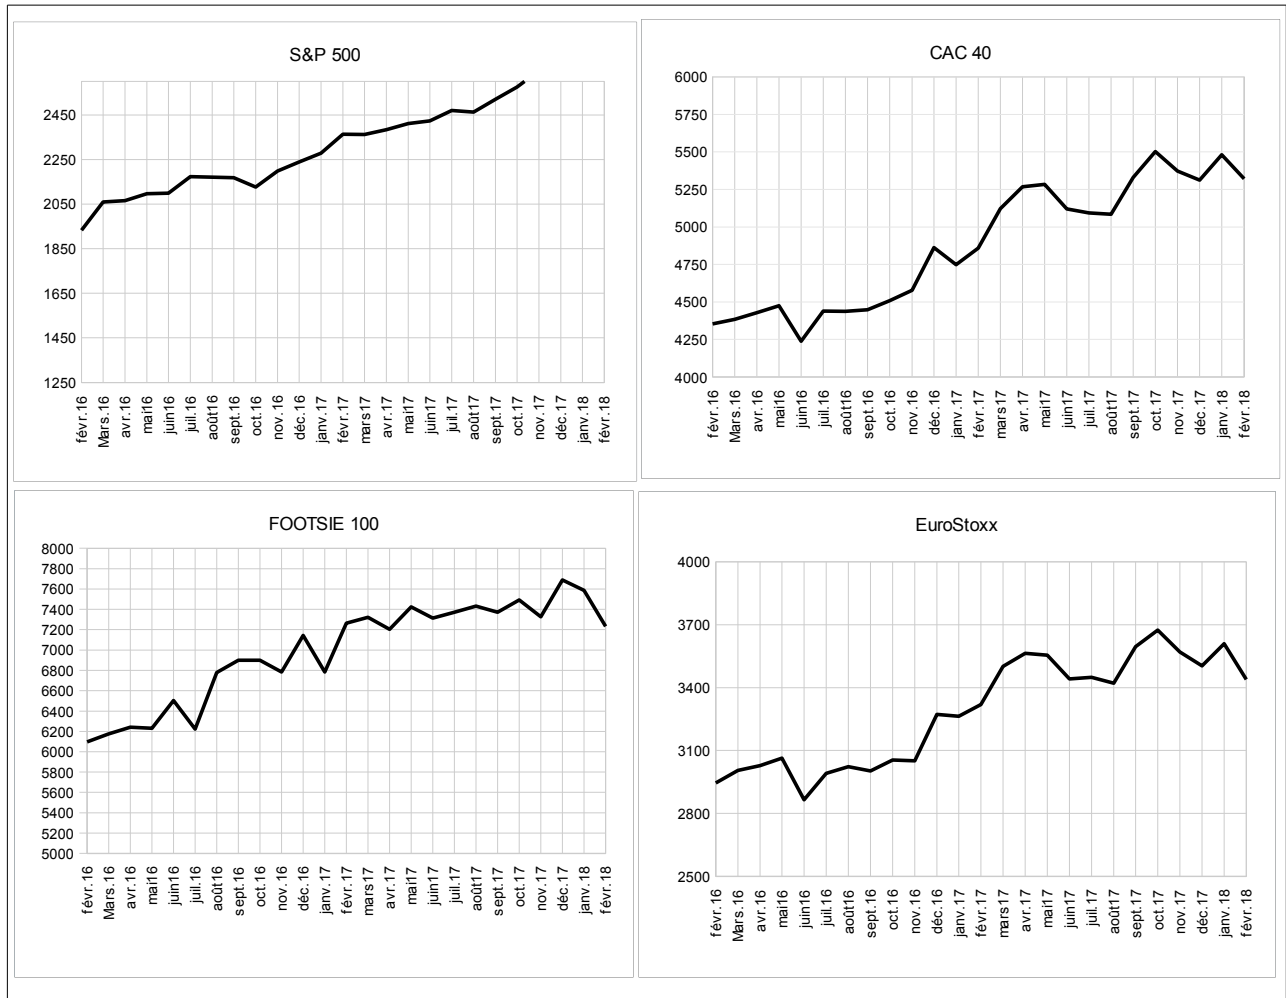 S&P 500
2450
2250
2050
1850
1650
1450
1250
févr.16
Mars.16
avr.16
mai16
juin16
juil.16
août16
sept.16
oct.16
nov.16
déc.16
janv.17
févr.17
mars17
avr.17
mai17
juin17
juil.17
août17
sept.17
oct.17
nov.17
déc.17
janv.18
févr.18
CAC 40
6000
5750
5500
5250
5000
4750
4500
4250
4000
févr.16
Mars.16
avr.16
mai16
juin16
juil.16
août16
sept.16
oct.16
nov.16
déc.16
janv.17
févr.17
mars17
avr.17
mai17
juin17
juil.17
août17
sept.17
oct.17
nov.17
déc.17
janv.18
févr.18
FOOTSIE 100
8000
7800
7600
7400
7200
7000
6800
6600
6400
6200
6000
5800
5600
5400
5200
5000
févr.16
Mars.16
avr.16
mai16
juin16
juil.16
août16
sept.16
oct.16
nov.16
déc.16
janv.17
févr.17
mars17
avr.17
mai17
juin17
juil.17
août17
sept.17
oct.17
nov.17
déc.17
janv.18
févr.18
EuroStoxx
4000
3700
3400
3100
2800
2500
févr.16
Mars.16
avr.16
mai16
juin16
juil.16
août16
sept.16
oct.16
nov.16
déc.16
janv.17
févr.17
mars17
avr.17
mai17
juin17
juil.17
août17
sept.17
oct.17
nov.17
déc.17
janv.18
févr.18